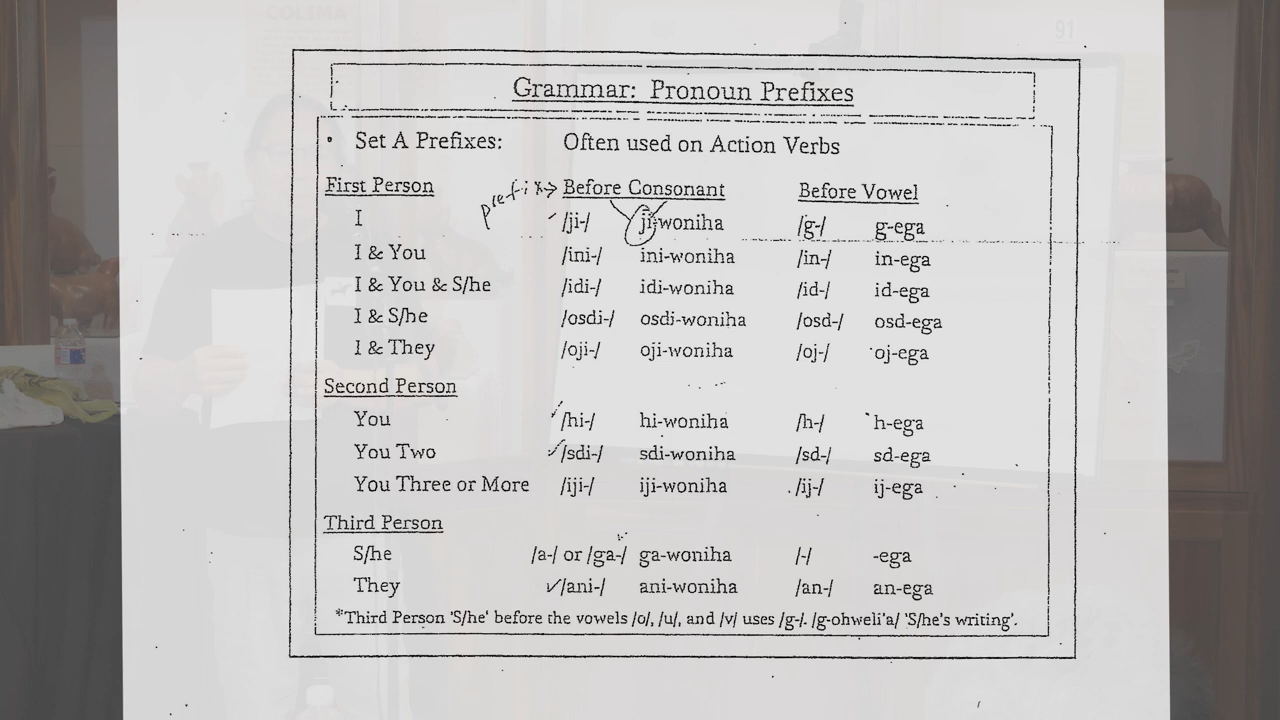 COLIMA
91
Grammar: Pronoun Prefixes
• Set A Prefixes: Often used on Action Verbs
First Person prefix> Before Consonant Before Vowel
I /ji-/ ji-woniha /g-/ g-ega
I & You /ini-/ ini-woniha /in-/ in-ega
I & You & S/he /idi-/ idi-woniha /id-/ id-ega
I & S/he /osdi-/ osdi-woniha /osd-/ osd-ega
I & They /oji-/ oji-woniha /oj-/ oj-ega
Second Person
You /hi-/ hi-woniha /h-/ h-ega
You Two /sdi-/ sdi-woniha /sd-/ sd-ega
You Three or More /iji-/ iji-woniha /ij-/ ij-ega
Third Person
S/he /a-/ or /ga-/ ga-woniha /-/ -ega
They /ani-/ ani-woniha /an-/ an-ega
*Third Person 'S/he' before the vowels /o/, /u/, and /v/ uses /g-/. /g-ohweli'a/ 'S/he's writing'.